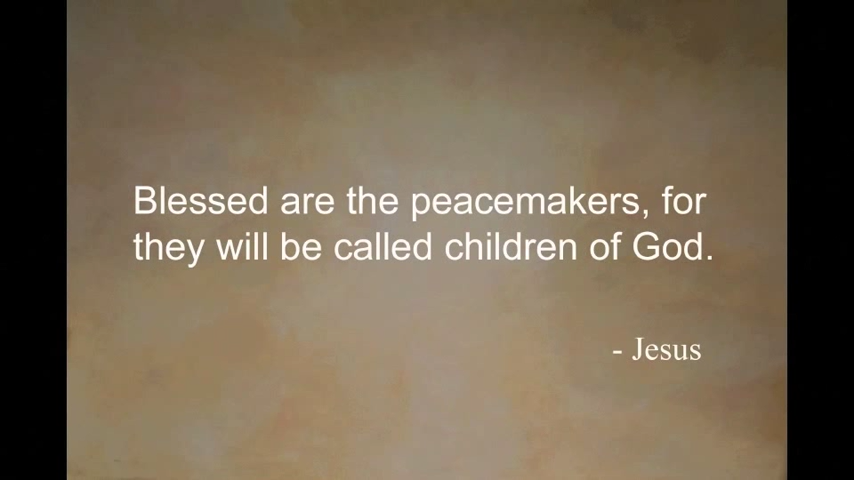 Blessed are the peacemakers, for
they will be called children of God.
- Jesus